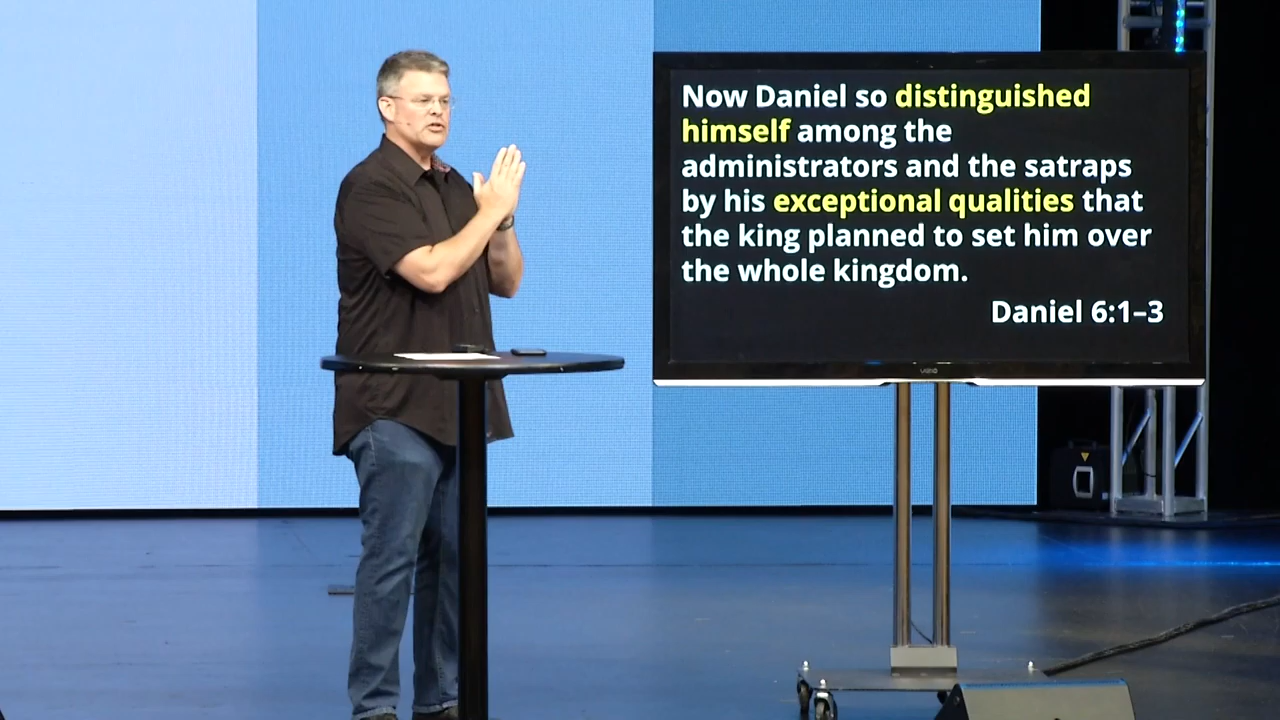 Now Daniel so distinguished
himself among the
administrators and the satraps
by his exceptional qualities that
the king planned to set him over
the whole kingdom.
Daniel 6:1–3
VIZIO